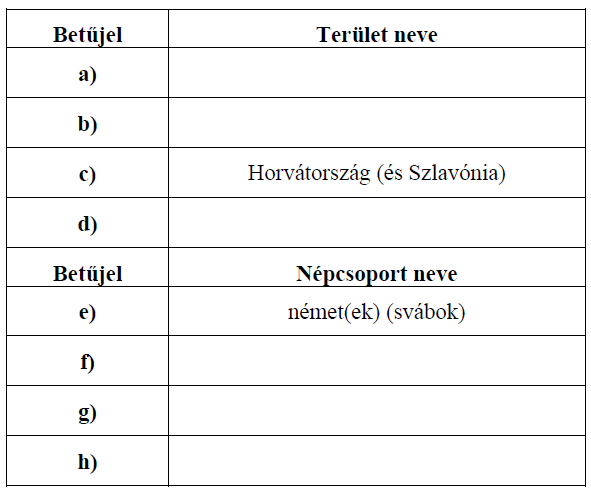 Betűjel Terület neve
a)
b)
c) Horvátország (és Szlavónia)
d)
Betűjel Népcsoport neve
e) német(ek) (svábok)
f)
g)
h)